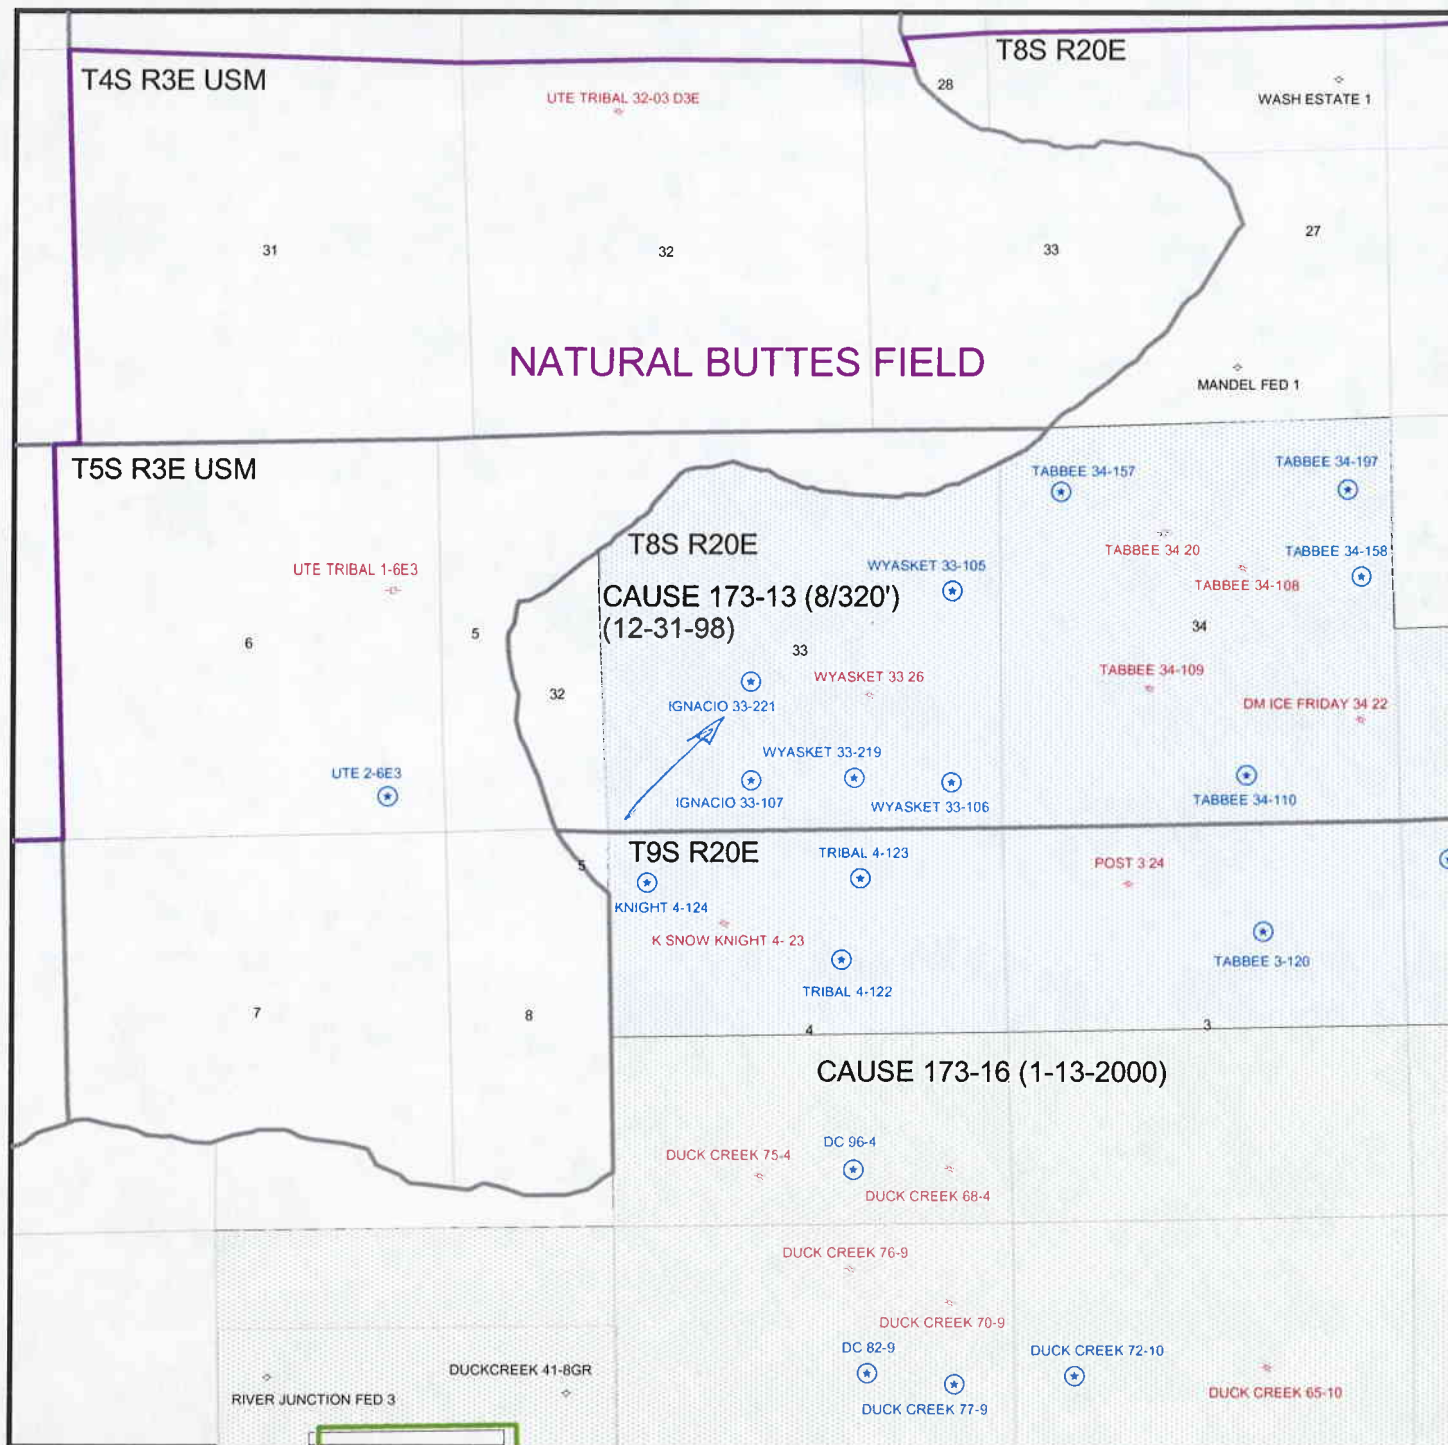 T4S R3E USM
UTE TRIBAL 32-03 D3E
T8S R20E
28
WASH ESTATE 1
31
32
33
27
NATURAL BUTTES FIELD
MANDEL FED 1
T5S R3E USM
TABBEE 34-157
TABBEE 34-197
T8S R20E
TABBEE 34 20
TABBEE 34-158
UTE TRIBAL 1-6E3
WYASKET 33-105
TABBEE 34-108
CAUSE 173-13 (8/320')
(12-31-98)
34
6
5
33
32
WYASKET 33 26
TABBEE 34-109
IGNACIO 33-221
DM ICE FRIDAY 34 22
UTE 2-6E3
WYASKET 33-219
IGNACIO 33-107
WYASKET 33-106
TABBEE 34-110
T9S R20E
TRIBAL 4-123
5
POST 3 24
KNIGHT 4-124
K SNOW KNIGHT 4- 23
TABBEE 3-120
TRIBAL 4-122
7
8
4
3
CAUSE 173-16 (1-13-2000)
DUCK CREEK 75-4
DC 96-4
DUCK CREEK 68-4
DUCK CREEK 76-9
DUCK CREEK 70-9
DC 82-9
DUCK CREEK 72-10
DUCKCREEK 41-8GR
RIVER JUNCTION FED 3
DUCK CREEK 77-9
DUCK CREEK 65-10